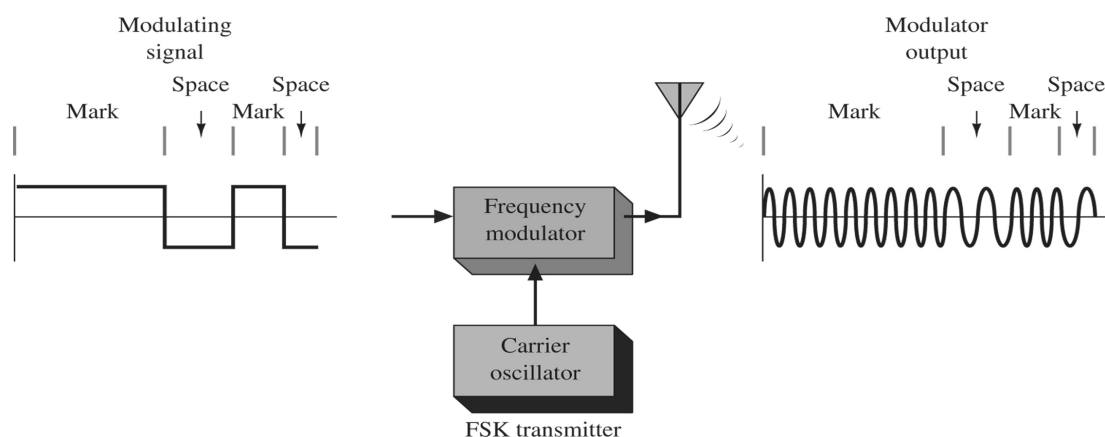 Modulating
signal
Space
Space
Mark
Mark
Frequency
modulator
Carrier
oscillator
FSK transmitter
Modulator
output
Space
Space
Mark
Mark